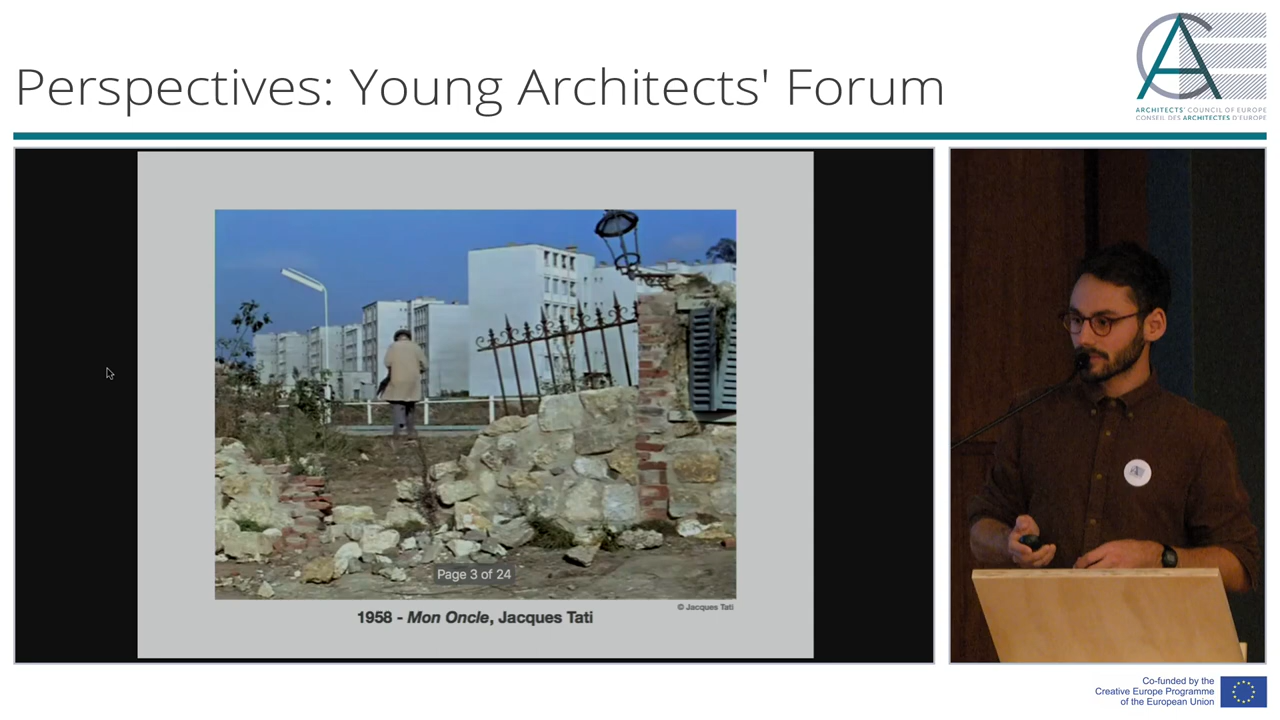 Perspectives: Young Architects' Forum
ARCHITECTS' COUNCIL OF EUROPE
CONSEIL DES ARCHITECTES D'EUROPE
Page 3 of 24
© Jacques Tati
1958 - Mon Oncle, Jacques Tati
Co-funded by the
Creative Europe Programme
of the European Union